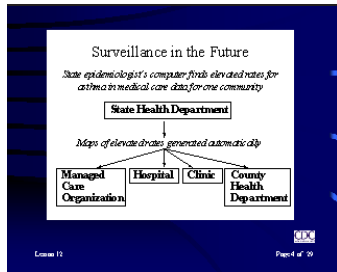 Surveillance in the Future
State epidemiologist's computer finds elevated rates for
asthma in medical care data for one community
State Health Department
Maps of elevated rates generated automatically
Managed
Care
Organization
Hospital
Clinic
County
Health
Department
CDC
Lesson 12
Page 4 of 29